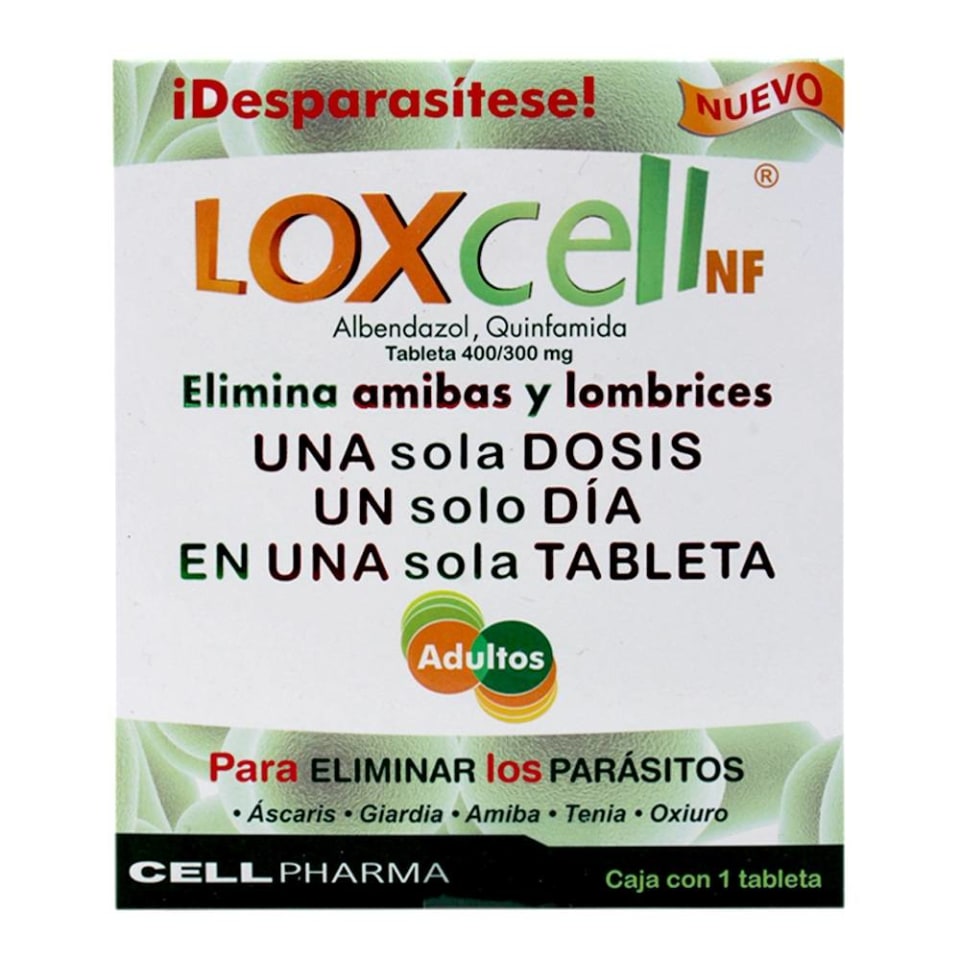 ¡Desparasítese!
NUEVO
LOXcell NF ®
Albendazol, Quinfamida
Tableta 400/300 mg
Elimina amibas y lombrices
UNA sola DOSIS
UN solo DÍA
EN UNA sola TABLETA
Adultos
Para ELIMINAR los PARÁSITOS
• Áscaris • Giardia • Amiba • Tenia • Oxiuro
CELLPHARMA
Caja con 1 tableta